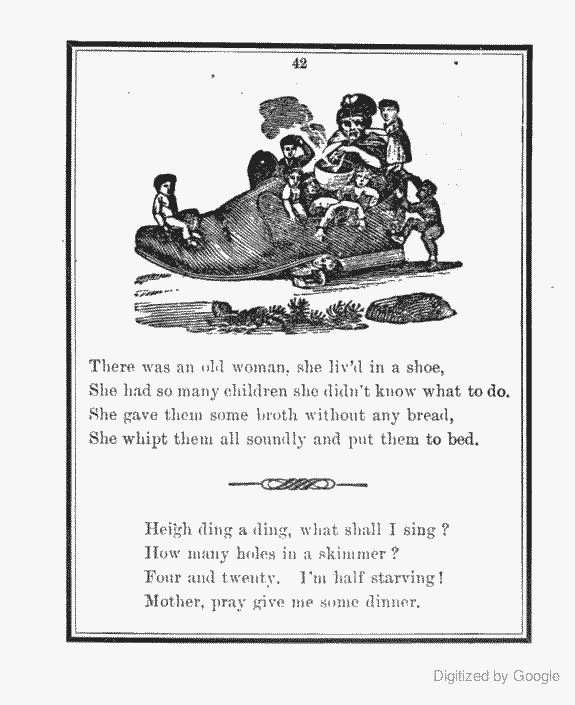 42
There was an old woman, she liv'd in a shoe,
She had so many children she didn't know what to do.
She gave them some broth without any bread,
She whipt them all soundly and put them to bed.
Heigh ding a ding, what shall I sing?
How many holes in a skimmer?
Four and twenty. I'm half starving!
Mother, pray give me some dinner.
Digitized by Google